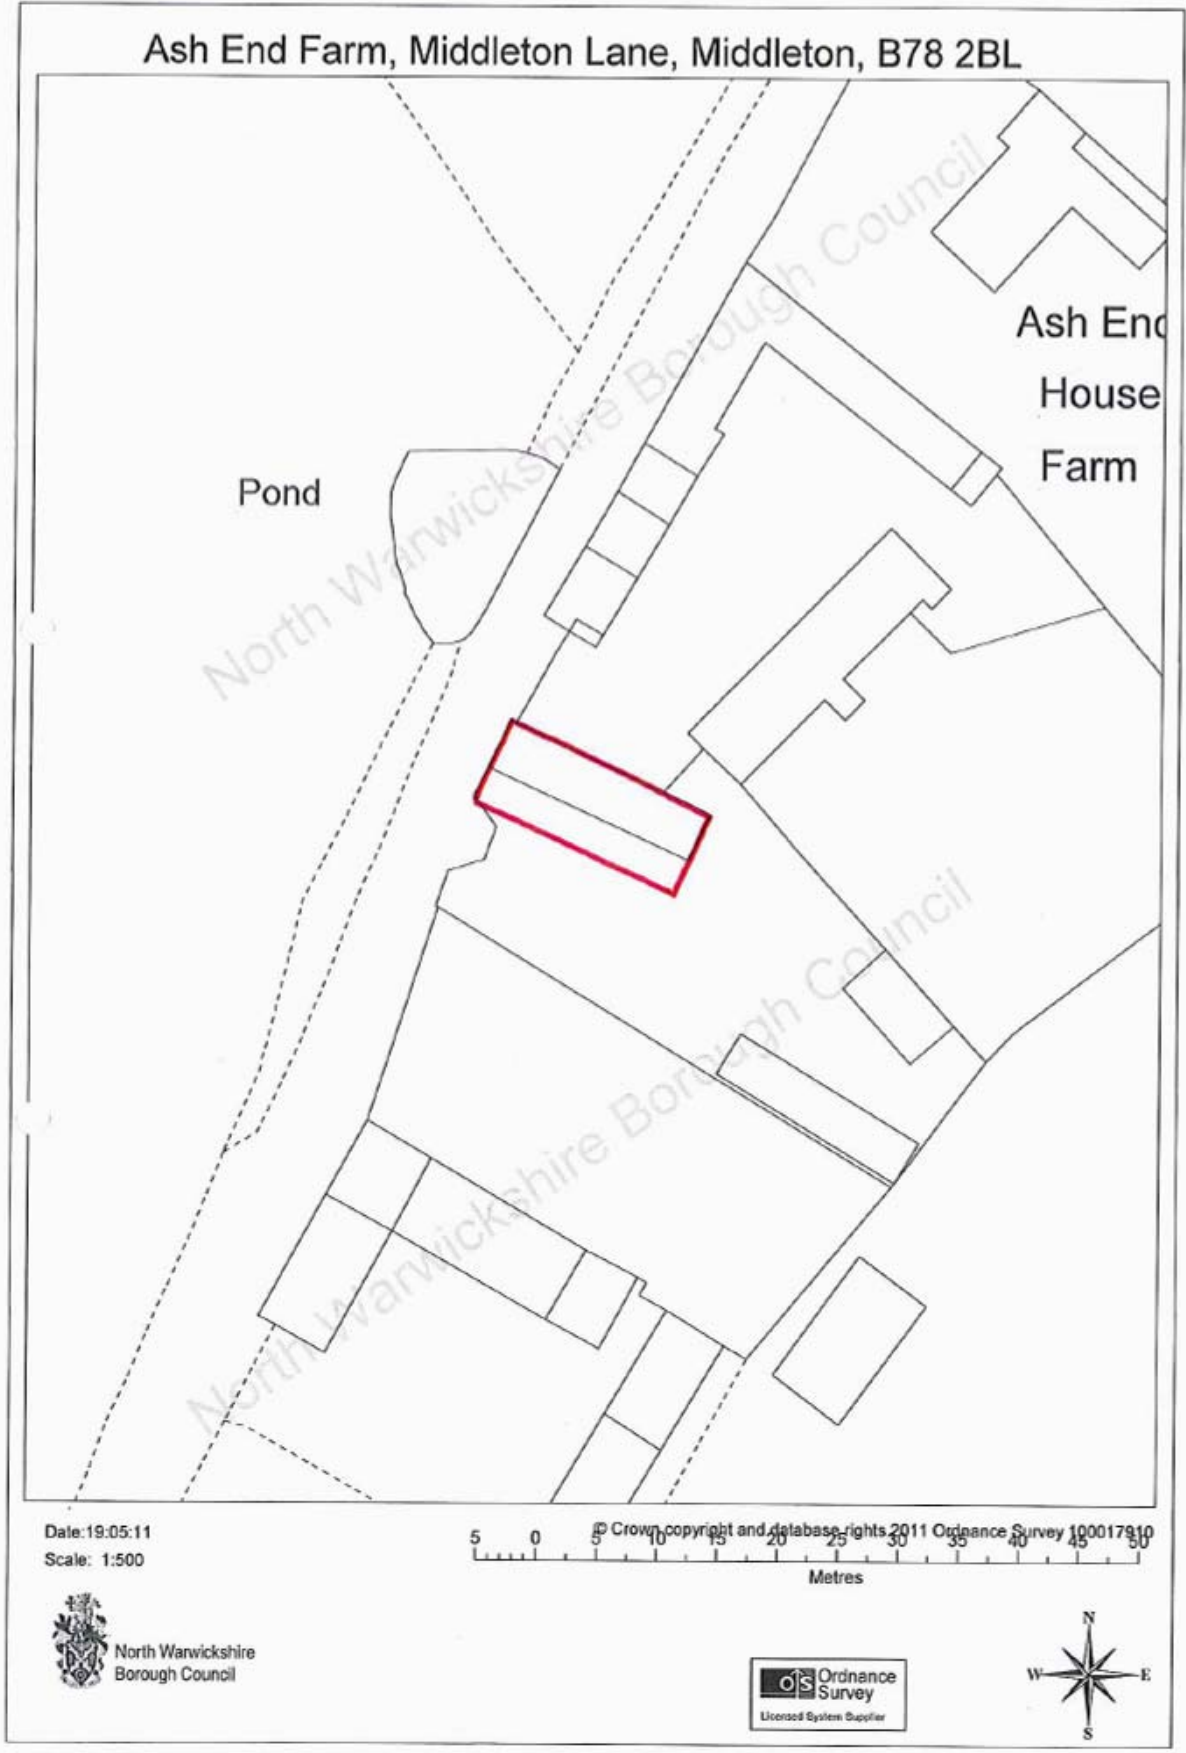 Ash End Farm, Middleton Lane, Middleton, B78 2BL
North Warwickshire Borough Council
Ash End
House
Farm
Pond
North Warwickshire Borough Council
Date:19:05:11
Scale: 1:500
© Crown copyright and database rights 2011 Ordnance Survey 100017910
5 0 5 10 15 20 25 30 35 40 45 50
Metres
North Warwickshire
Borough Council
Ordnance
Survey
Licensed System Supplier
OS
N
W E
S